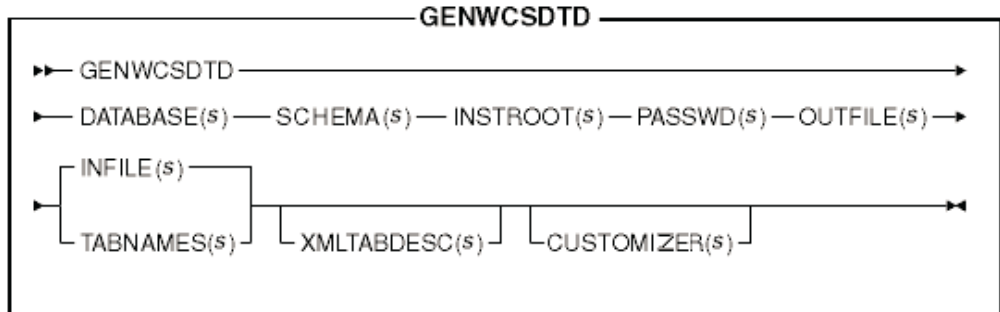 GENWCSDTD
GENWCSDTD
DATABASE(s) SCHEMA(s) INSTROOT(s) PASSWD(s) OUTFILE(s)
INFILE(s)
TABNAMES(s) XMLTABDESC(s) CUSTOMIZER(s)